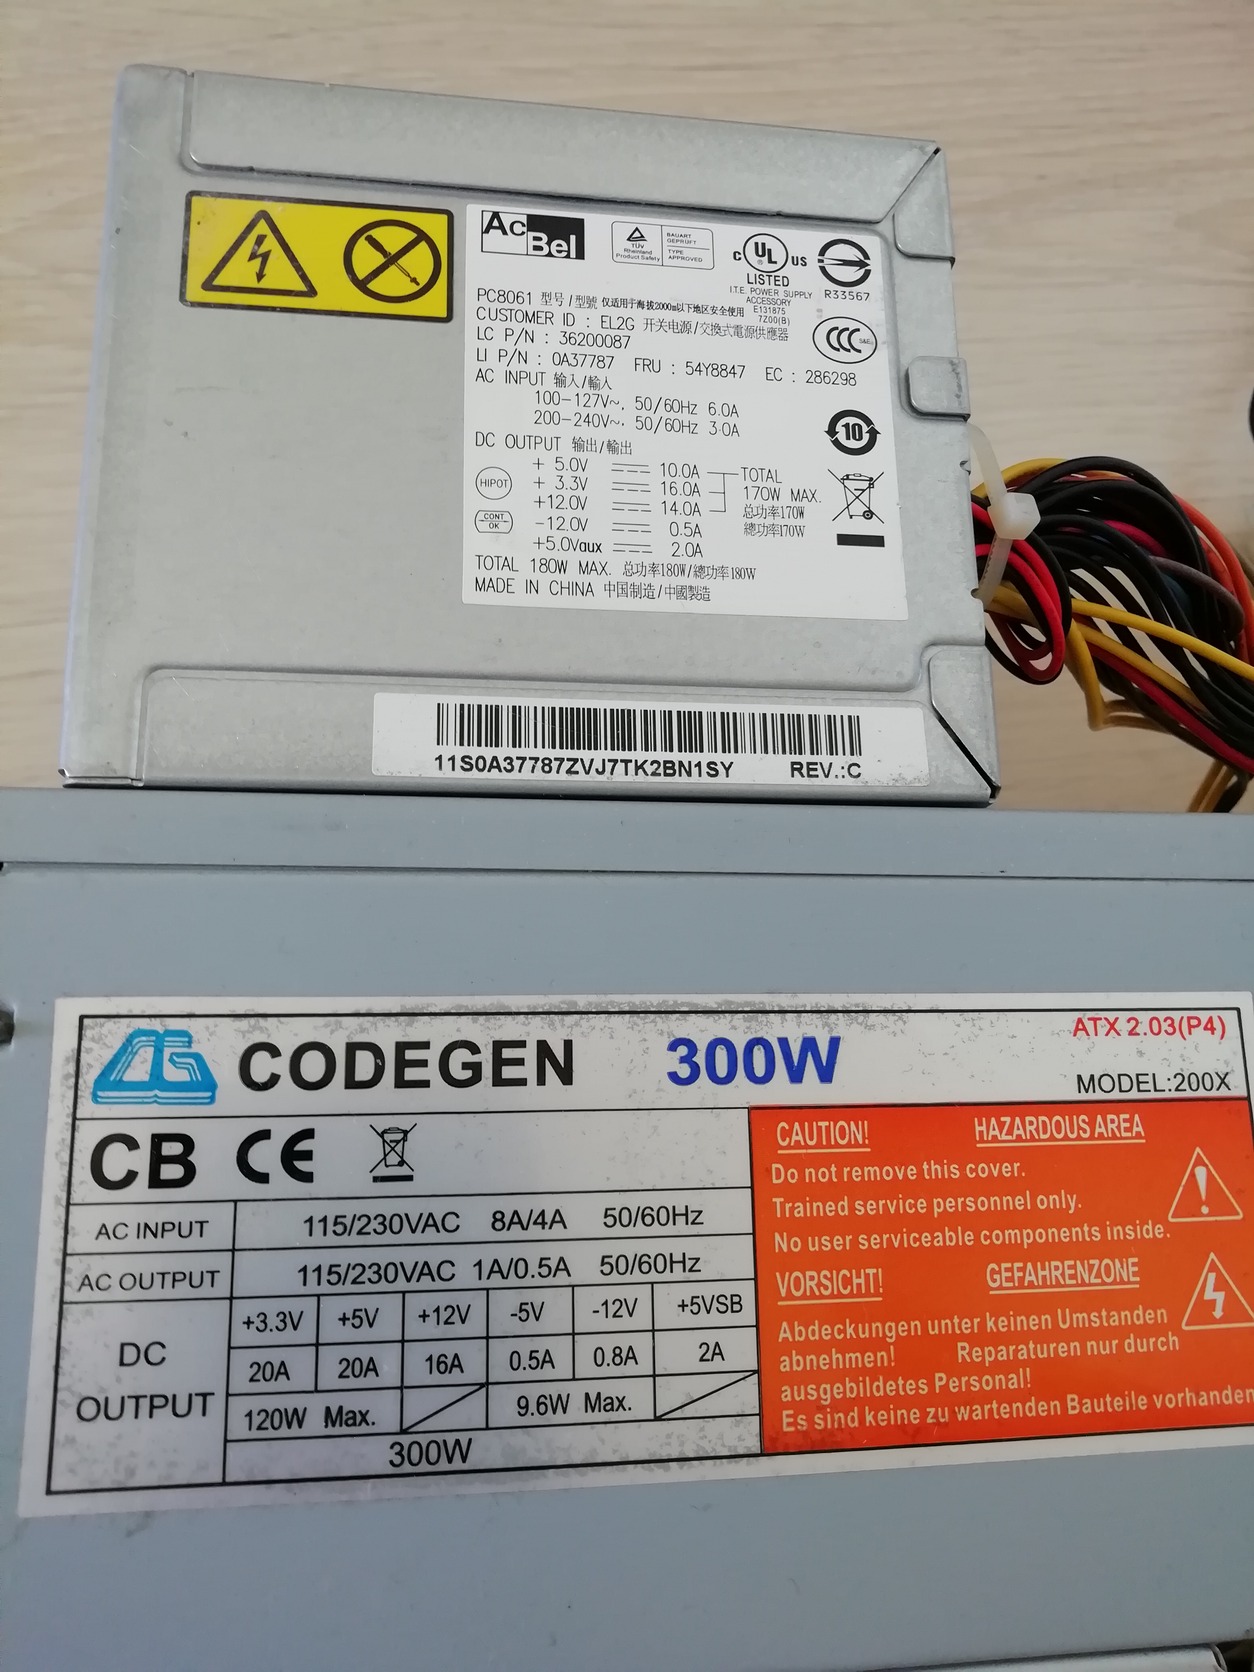 AcBel
TÜV Rheinland Product Safety
BAUART GEPRÜFT
TYPE APPROVED
c UL US
LISTED
I.T.E. POWER SUPPLY
ACCESSORY
E131875
7Z00(B)
R33567
PC8061 型号/型號 仅适用于海拔2000m以下地区安全使用
CUSTOMER ID : EL2G 开关电源/交换式電源供應器
LC P/N : 36200087
LI P/N : 0A37787 FRU : 54Y8847 EC : 286298
CCC S&E
AC INPUT 输入/輸入
100-127V~, 50/60Hz 6.0A
200-240V~, 50/60Hz 3.0A
10
DC OUTPUT 输出/輸出
+ 5.0V 10.0A
+ 3.3V 16.0A
+12.0V 14.0A
-12.0V 0.5A
+5.0Vaux 2.0A
TOTAL
170W MAX.
总功率170W
總功率170W
HIPOT
CONT OK
TOTAL 180W MAX. 总功率180W/總功率180W
MADE IN CHINA 中国制造/中國製造
11S0A37787ZVJ7TK2BN1SY REV.:C
CG CODEGEN 300W
ATX 2.03(P4)
MODEL:200X
CB CE
AC INPUT 115/230VAC 8A/4A 50/60Hz
AC OUTPUT 115/230VAC 1A/0.5A 50/60Hz
DC OUTPUT
+3.3V +5V +12V -5V -12V +5VSB
20A 20A 16A 0.5A 0.8A 2A
120W Max. 9.6W Max.
300W
CAUTION! HAZARDOUS AREA
Do not remove this cover.
Trained service personnel only.
No user serviceable components inside.
VORSICHT! GEFAHRENZONE
Abdeckungen unter keinen Umstanden
abnehmen! Reparaturen nur durch
ausgebildetes Personal!
Es sind keine zu wartenden Bauteile vorhanden